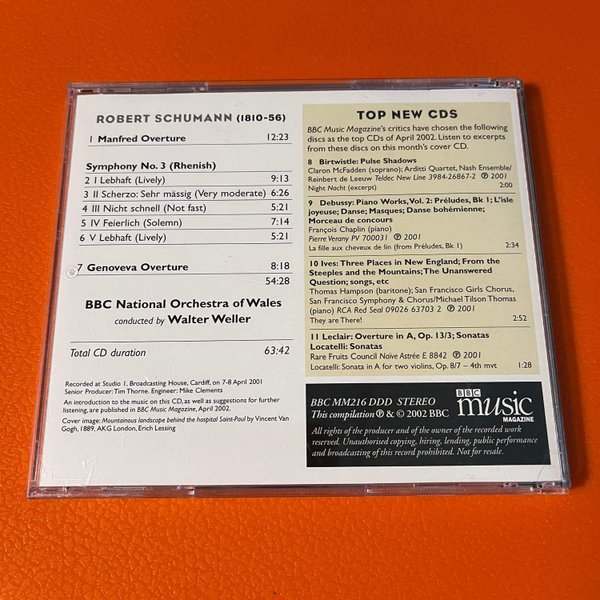 ROBERT SCHUMANN (1810-56)
1 Manfred Overture 12:23
Symphony No. 3 (Rhenish)
2 I Lebhaft (Lively) 9:13
3 II Scherzo: Sehr mässig (Very moderate) 6:26
4 III Nicht schnell (Not fast) 5:21
5 IV Feierlich (Solemn) 7:14
6 V Lebhaft (Lively) 5:21
7 Genoveva Overture 8:18
54:28
BBC National Orchestra of Wales
conducted by Walter Weller
Total CD duration 63:42
Recorded at Studio 1, Broadcasting House, Cardiff, on 7-8 April 2001
Senior Producer: Tim Thorne. Engineer: Mike Clements
An introduction to the music on this CD, as well as suggestions for further
listening, are published in BBC Music Magazine, April 2002.
Cover image: Mountainous landscape behind the hospital Saint-Paul by Vincent Van
Gogh, 1889, AKG London, Erich Lessing
TOP NEW CDS
BBC Music Magazine's critics have chosen the following
discs as the top CDs of April 2002. Listen to excerpts
from these discs on this month's cover CD.
8 Birtwistle: Pulse Shadows
Claron McFadden (soprano); Arditti Quartet, Nash Ensemble/
Reinbert de Leeuw Teldec New Line 3984-26867-2 ℗ 2001
Night Nacht (excerpt) 2:00
9 Debussy: Piano Works, Vol. 2: Préludes, Bk 1; L'isle
joyeuse; Danse; Masques; Danse bohémienne;
Morceau de concours
François Chaplin (piano)
Pierre Verany PV 700031 ℗ 2001
La fille aux cheveux de lin (from Préludes, Bk 1) 2:34
10 Ives: Three Places in New England; From the
Steeples and the Mountains; The Unanswered
Question; songs, etc
Thomas Hampson (baritone); San Francisco Girls Chorus,
San Francisco Symphony & Chorus/Michael Tilson Thomas
(piano) RCA Red Seal 09026 63703 2 ℗ 2001
They are There! 2:52
11 Leclair: Overture in A, Op. 13/3; Sonatas
Locatelli: Sonatas
Rare Fruits Council Naïve Astrée E 8842 ℗ 2001
Locatelli: Sonata in A for two violins, Op. 8/7 – 4th mvt 1:28
BBC MM216 DDD STEREO
This compilation ℗ & © 2002 BBC
BBC
music
MAGAZINE
All rights of the producer and of the owner of the recorded work
reserved. Unauthorised copying, hiring, lending, public performance
and broadcasting of this record prohibited. Not for resale.